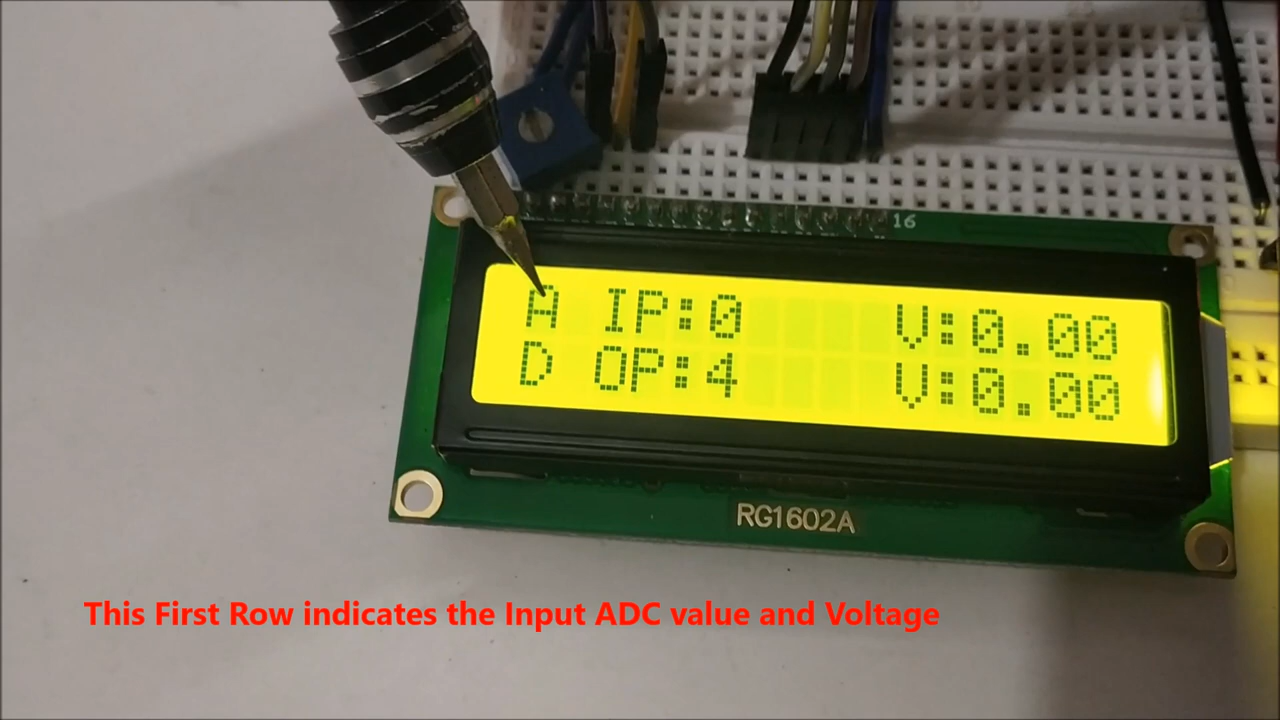 16
A IP:0 V:0.00
D OP:4 V:0.00
RG1602A
This First Row indicates the Input ADC value and Voltage